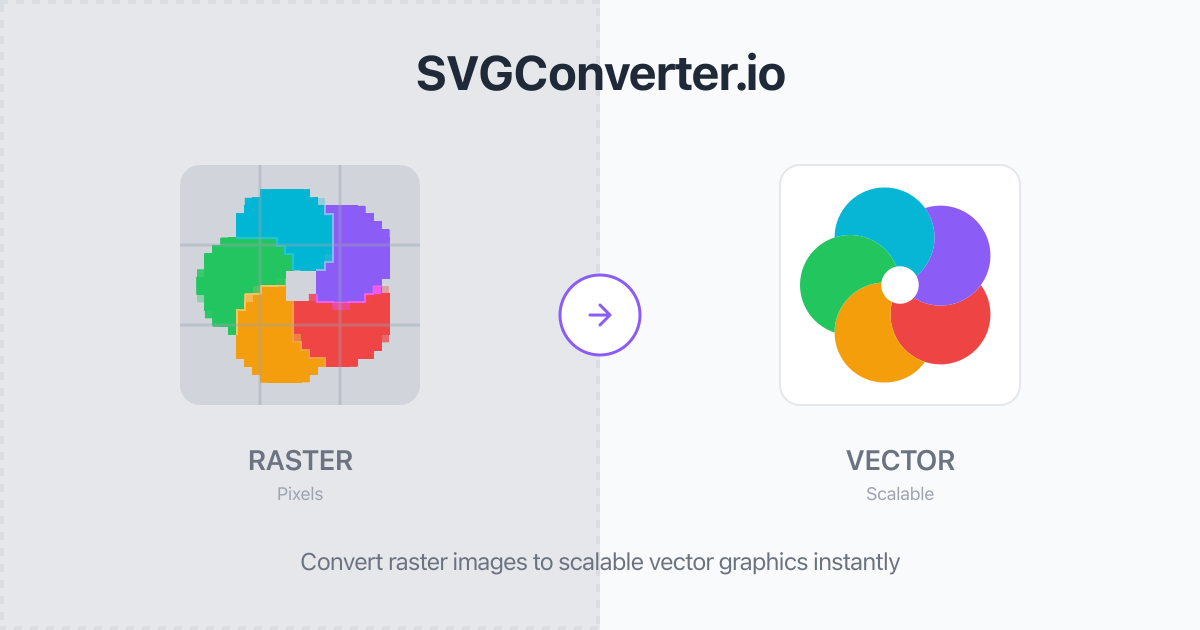 SVGConverter.io
RASTER
Pixels
VECTOR
Scalable
Convert raster images to scalable vector graphics instantly